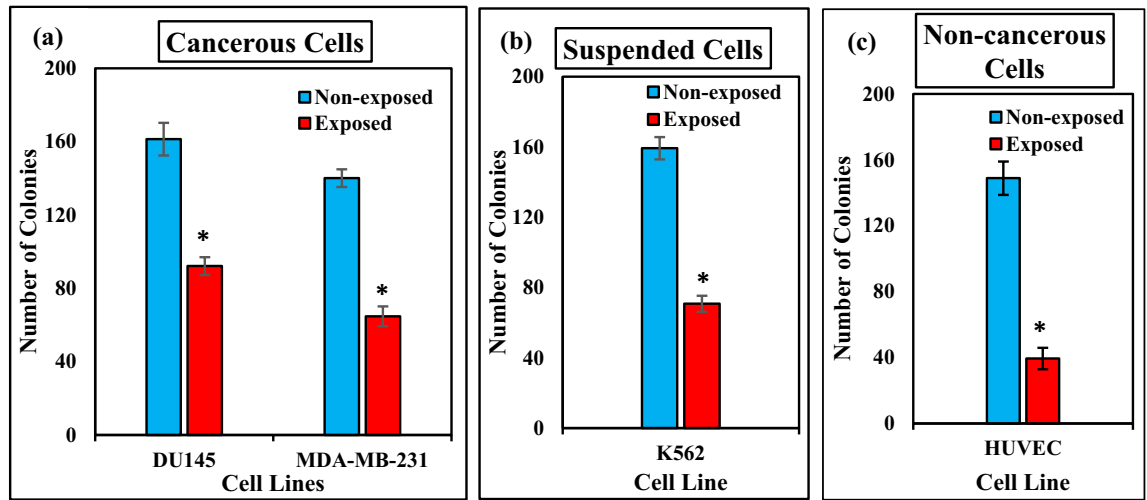 (a)
Cancerous Cells
Number of Colonies
200
160
120
80
40
0
Non-exposed
Exposed
*
*
DU145
MDA-MB-231
Cell Lines
(b)
Suspended Cells
Number of Colonies
200
160
120
80
40
0
Non-exposed
Exposed
*
K562
Cell Line
(c)
Non-cancerous
Cells
Number of Colonies
200
160
120
80
40
0
Non-exposed
Exposed
*
HUVEC
Cell Line